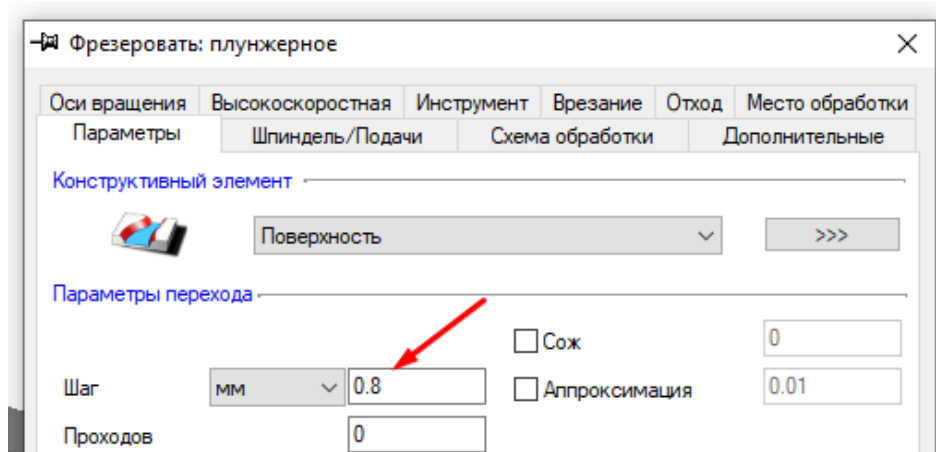 Фрезеровать: плунжерное
Оси вращения Высокоскоростная Инструмент Врезание Отход Место обработки
Параметры Шпиндель/Подачи Схема обработки Дополнительные
Конструктивный элемент
Поверхность >>>
Параметры перехода
Сож 0
Шаг мм 0.8 Аппроксимация 0.01
Проходов 0